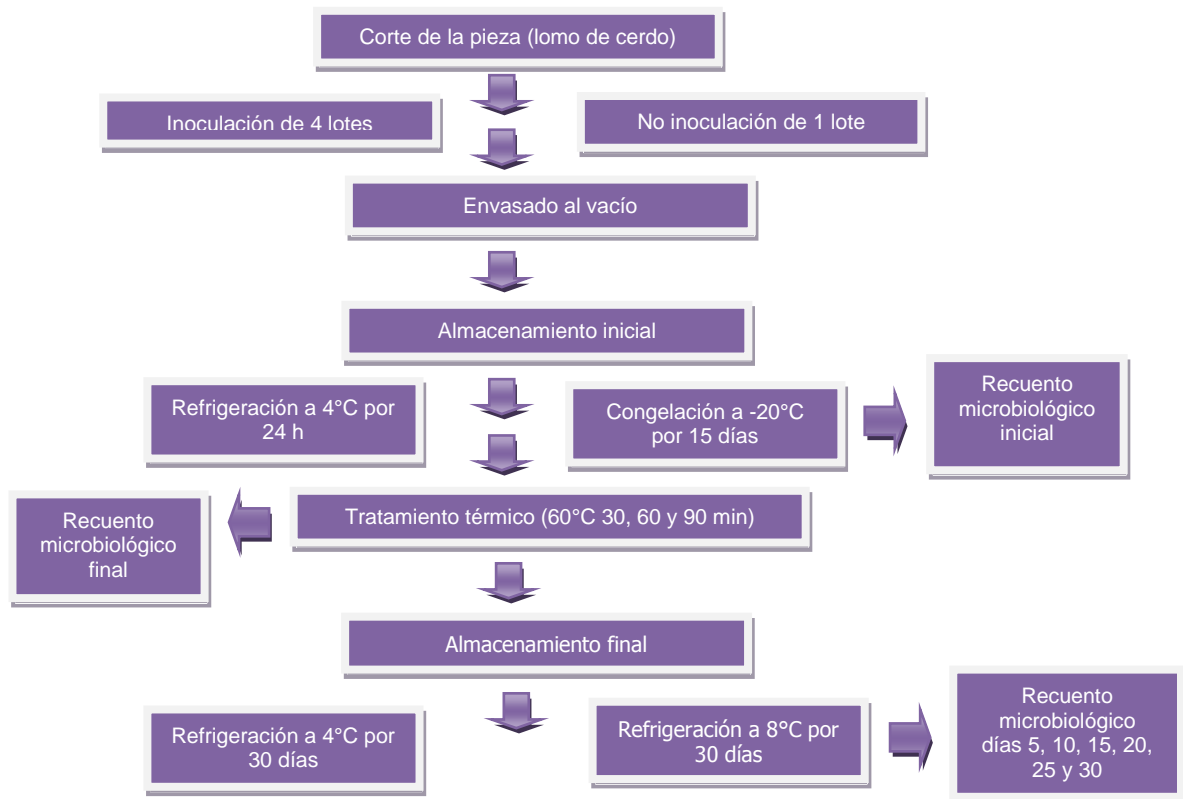 Corte de la pieza (lomo de cerdo)
Inoculación de 4 lotes
No inoculación de 1 lote
Envasado al vacío
Almacenamiento inicial
Refrigeración a 4°C por
24 h
Congelación a -20°C
por 15 días
Recuento
microbiológico
inicial
Tratamiento térmico (60°C 30, 60 y 90 min)
Recuento
microbiológico
final
Almacenamiento final
Refrigeración a 4°C por
30 días
Refrigeración a 8°C por
30 días
Recuento
microbiológico
días 5, 10, 15, 20,
25 y 30